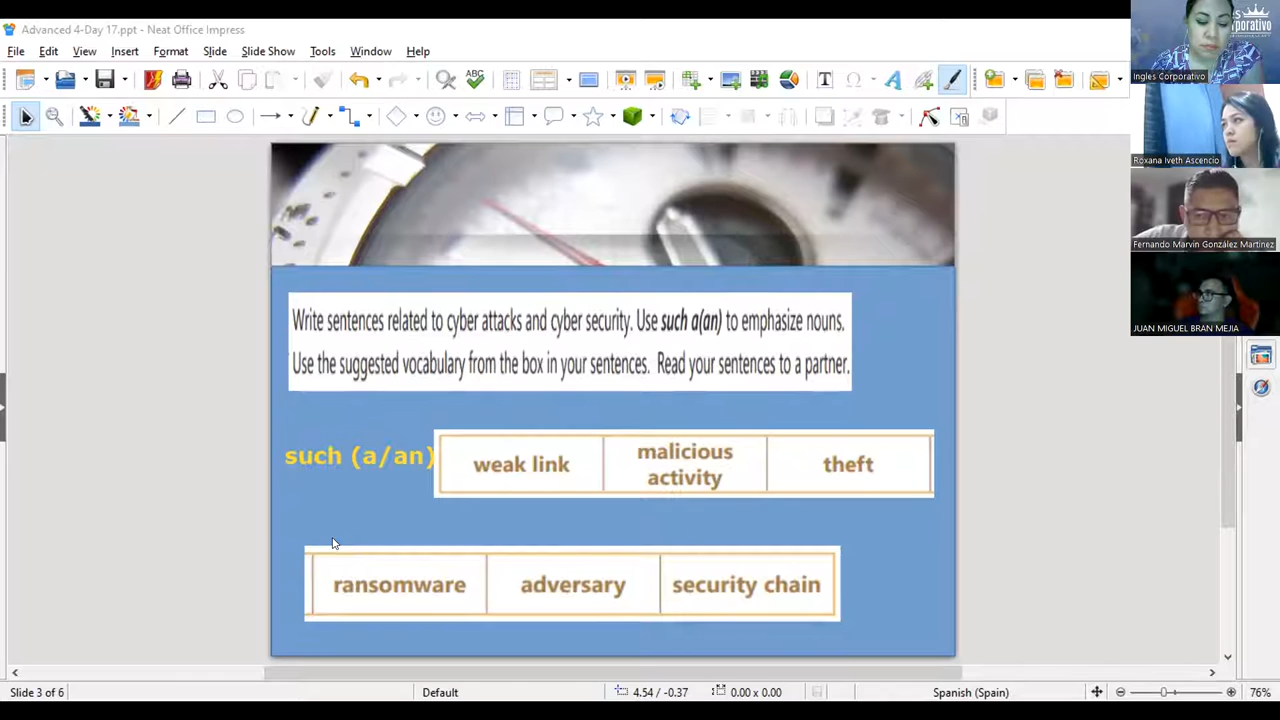 Advanced 4-Day 17.ppt - Neat Office Impress
File Edit View Insert Format Slide Slide Show Tools Window Help
Write sentences related to cyber attacks and cyber security. Use such a(an) to emphasize nouns.
Use the suggested vocabulary from the box in your sentences. Read your sentences to a partner.
such (a/an)
weak link
malicious
activity
theft
ransomware
adversary
security chain
Slide 3 of 6
Default
4.54 / -0.37
0.00 x 0.00
Spanish (Spain)
76%
Ingles Corporativo
Roxana Iveth Ascencio
Fernando Marvin González Martínez
JUAN MIGUEL BRAN MEJIA